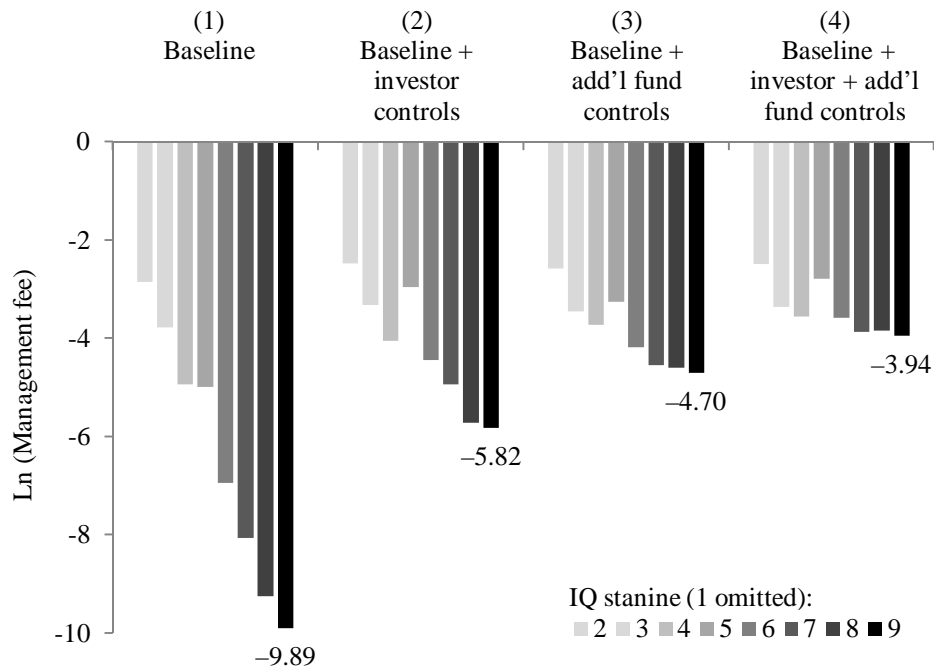 (1)
Baseline
(2)
Baseline +
investor
controls
(3)
Baseline +
add’l fund
controls
(4)
Baseline +
investor + add’l
fund controls
Ln (Management fee)
0
-2
-4
-6
-8
-10
–9.89
–5.82
–4.70
–3.94
IQ stanine (1 omitted):
2 3 4 5 6 7 8 9